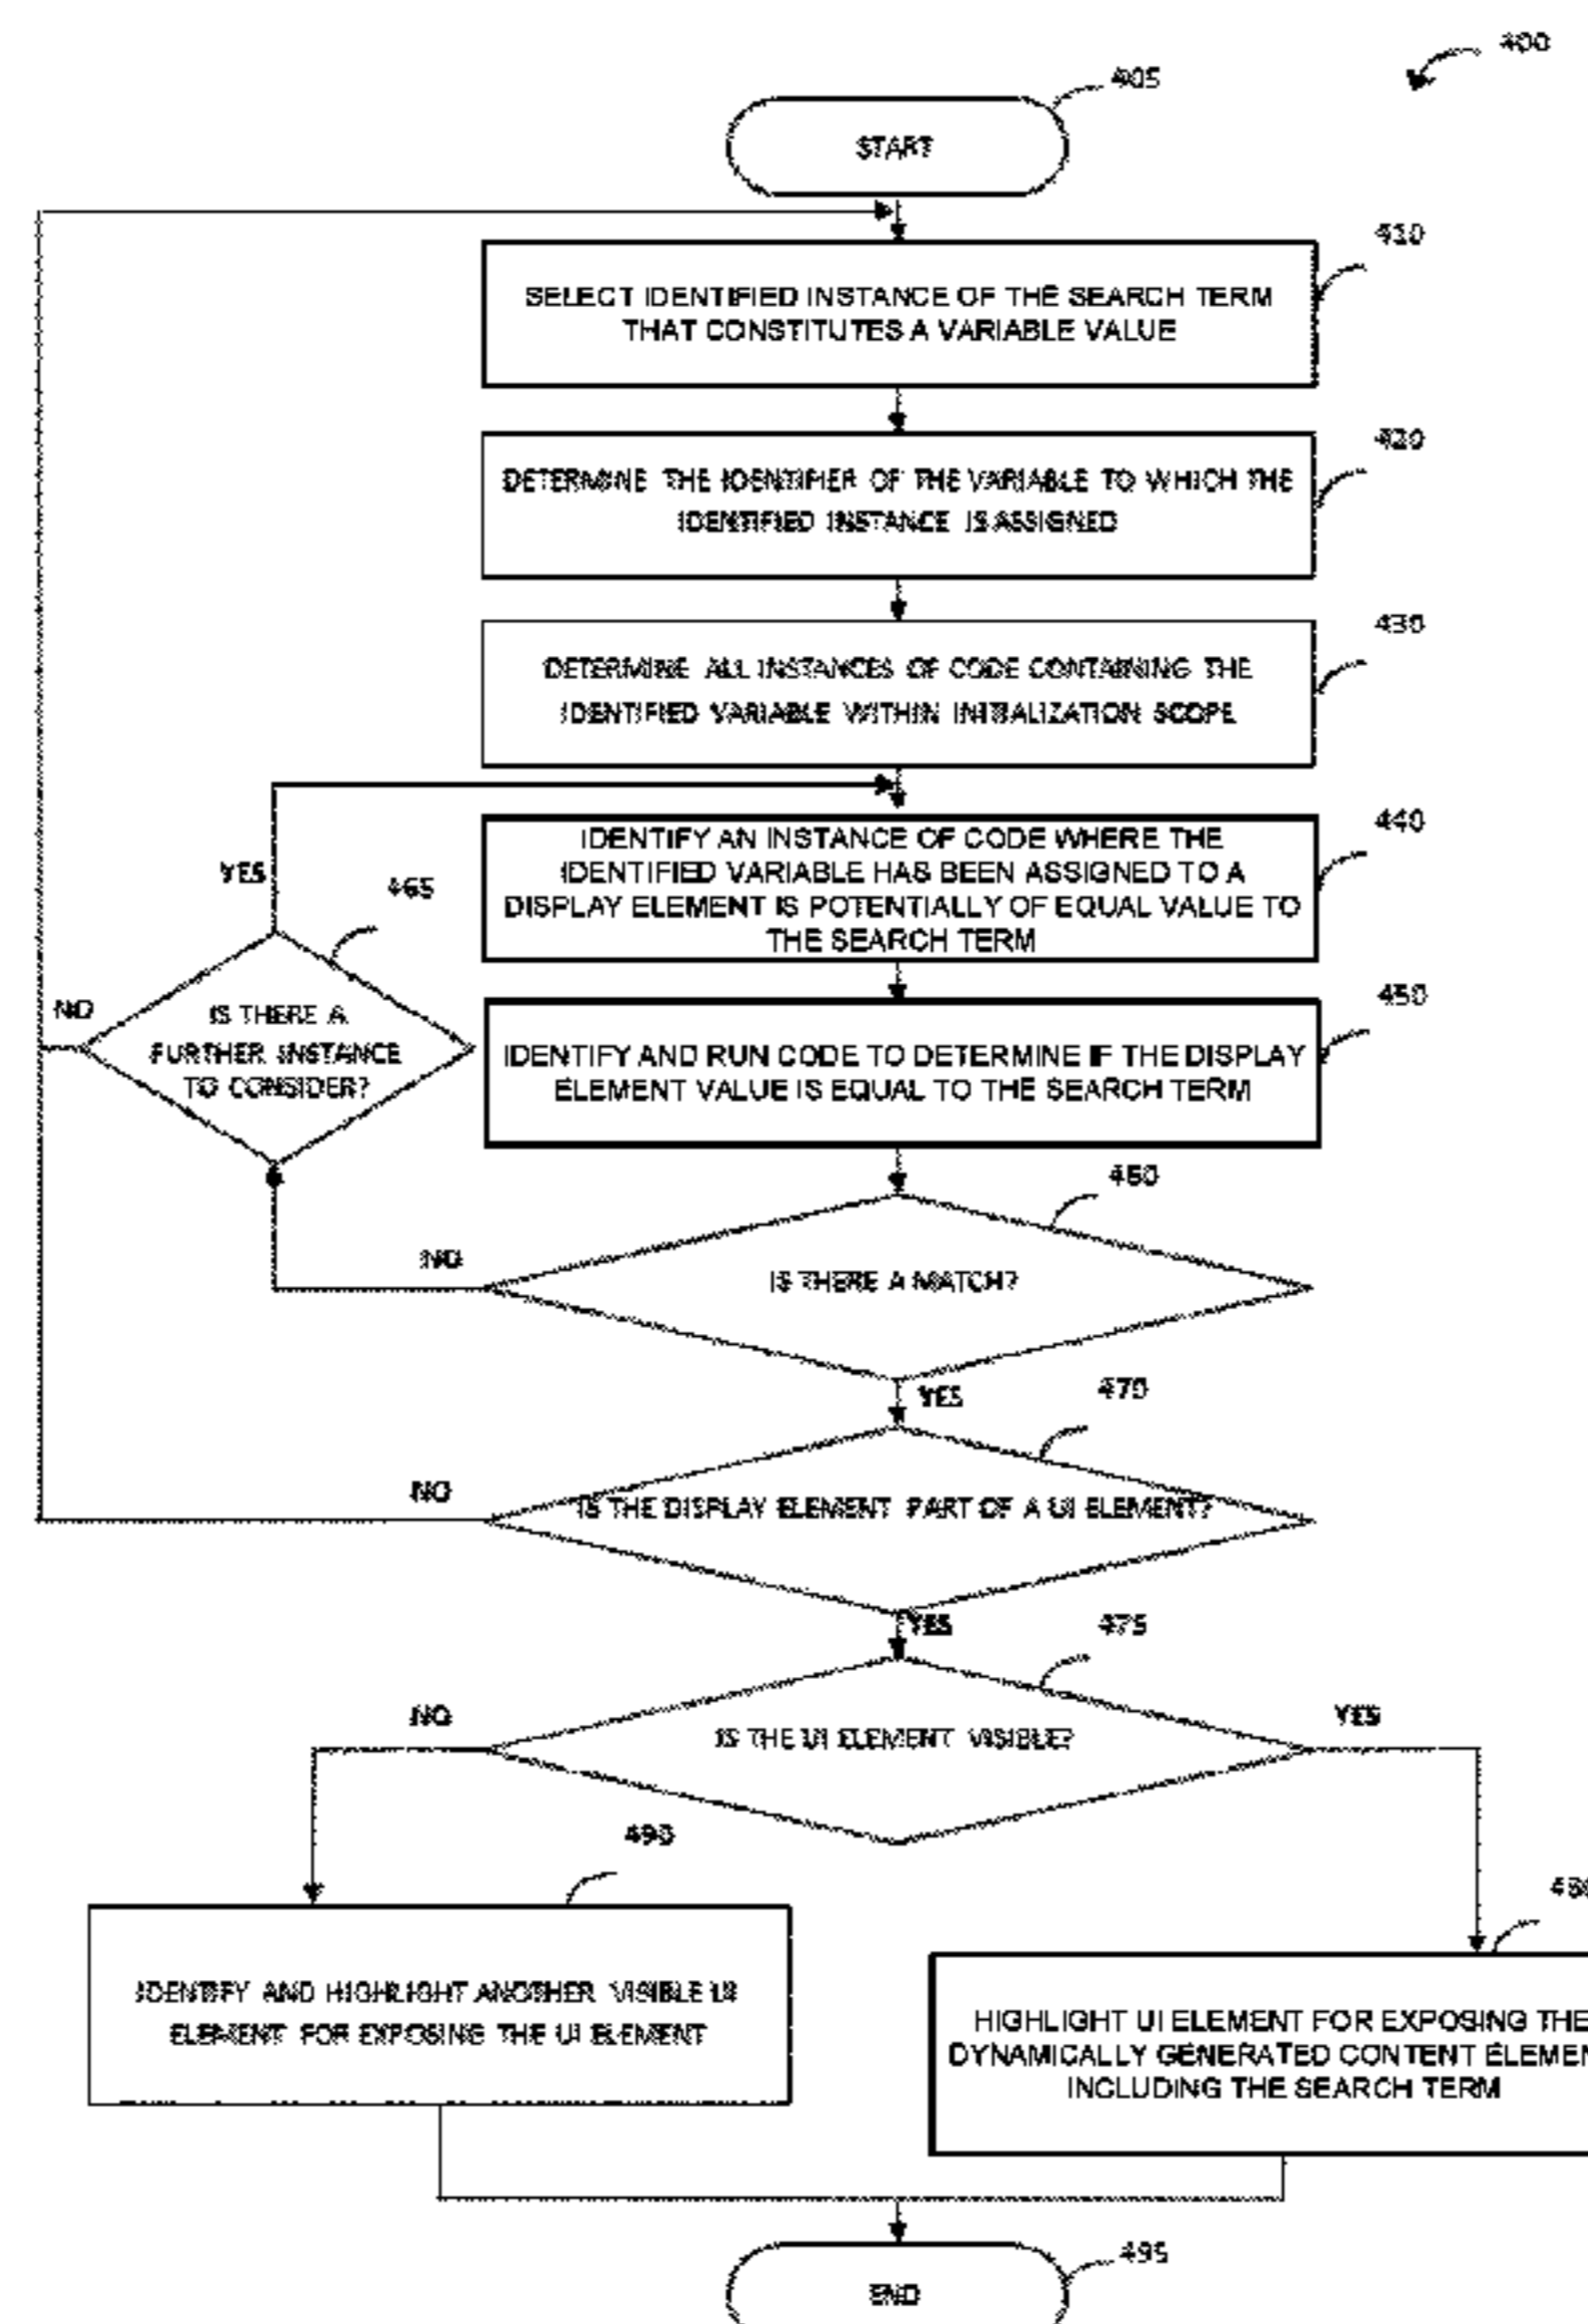 400
405
START
410
SELECT IDENTIFIED INSTANCE OF THE SEARCH TERM
THAT CONSTITUTES A VARIABLE VALUE
420
DETERMINE THE IDENTIFIER OF THE VARIABLE TO WHICH THE
IDENTIFIED INSTANCE IS ASSIGNED
430
DETERMINE ALL INSTANCES OF CODE CONTAINING THE
IDENTIFIED VARIABLE WITHIN INITIALIZATION SCOPE
440
IDENTIFY AN INSTANCE OF CODE WHERE THE
IDENTIFIED VARIABLE HAS BEEN ASSIGNED TO A
DISPLAY ELEMENT IS POTENTIALLY OF EQUAL VALUE TO
THE SEARCH TERM
YES
465
NO
IS THERE A
FURTHER INSTANCE
TO CONSIDER?
450
IDENTIFY AND RUN CODE TO DETERMINE IF THE DISPLAY
ELEMENT VALUE IS EQUAL TO THE SEARCH TERM
460
NO
IS THERE A MATCH?
YES
470
NO
IS THE DISPLAY ELEMENT PART OF A UI ELEMENT?
YES
475
NO
IS THE UI ELEMENT VISIBLE?
YES
490
IDENTIFY AND HIGHLIGHT ANOTHER VISIBLE UI
ELEMENT FOR EXPOSING THE UI ELEMENT
HIGHLIGHT UI ELEMENT FOR EXPOSING THE
DYNAMICALLY GENERATED CONTENT ELEMEN
INCLUDING THE SEARCH TERM
495
END